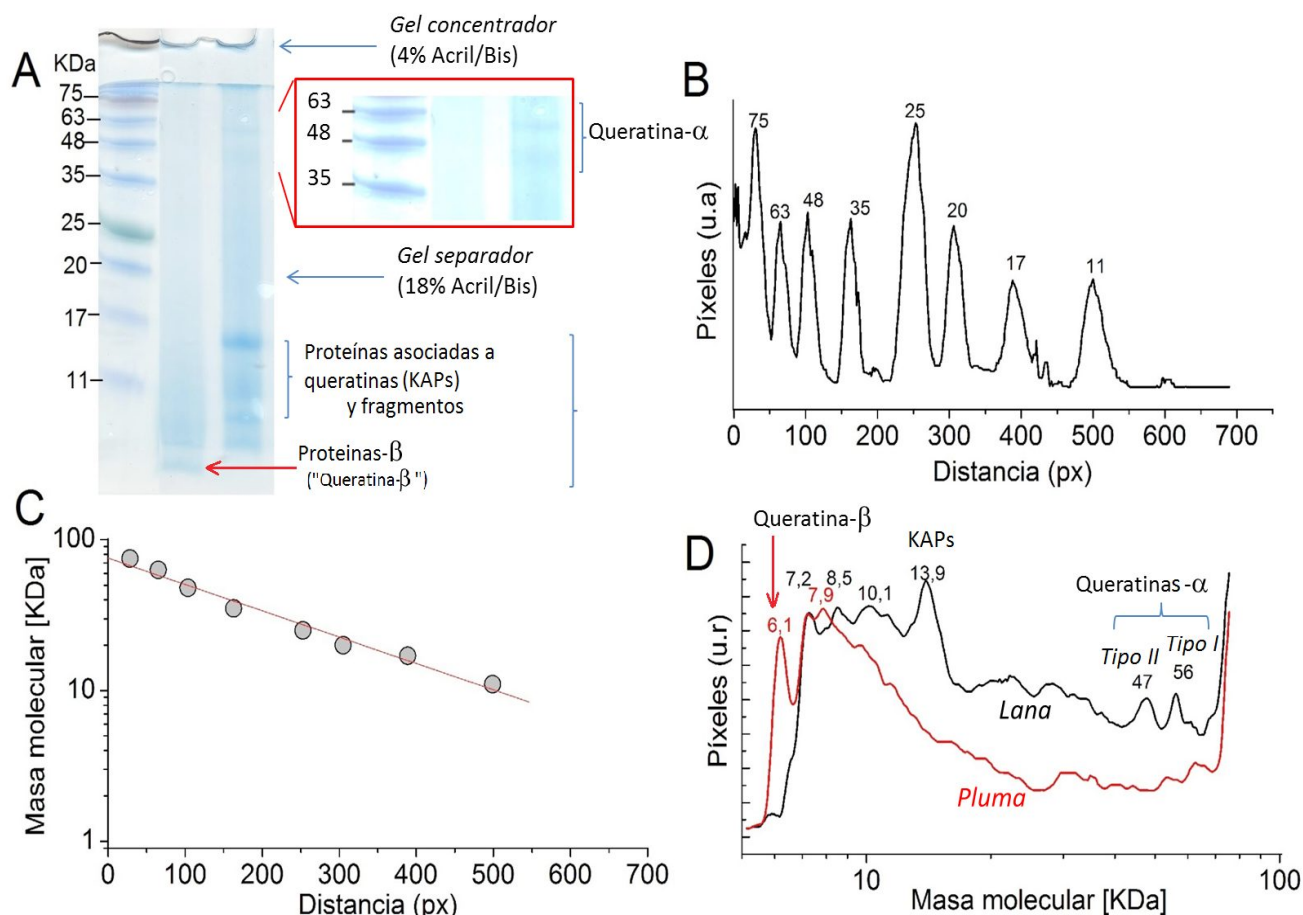 A
KDa
75
63
48
35
25
20
17
11
Gel concentrador
(4% Acril/Bis)
63
48
35
Queratina-α
Gel separador
(18% Acril/Bis)
Proteínas asociadas a
queratinas (KAPs)
y fragmentos
Proteinas-β
("Queratina-β")
B
75
63
48
35
25
20
17
11
Píxeles (u.a)
0 100 200 300 400 500 600 700
Distancia (px)
C
Masa molecular [KDa]
100
10
1
0 100 200 300 400 500 600 700
Distancia (px)
D
Queratina-β
KAPs
6,1
7,2
7,9
8,5
10,1
13,9
Queratinas-α
Tipo II
47
Tipo I
56
Lana
Pluma
Píxeles (u.r)
10 100
Masa molecular [KDa]